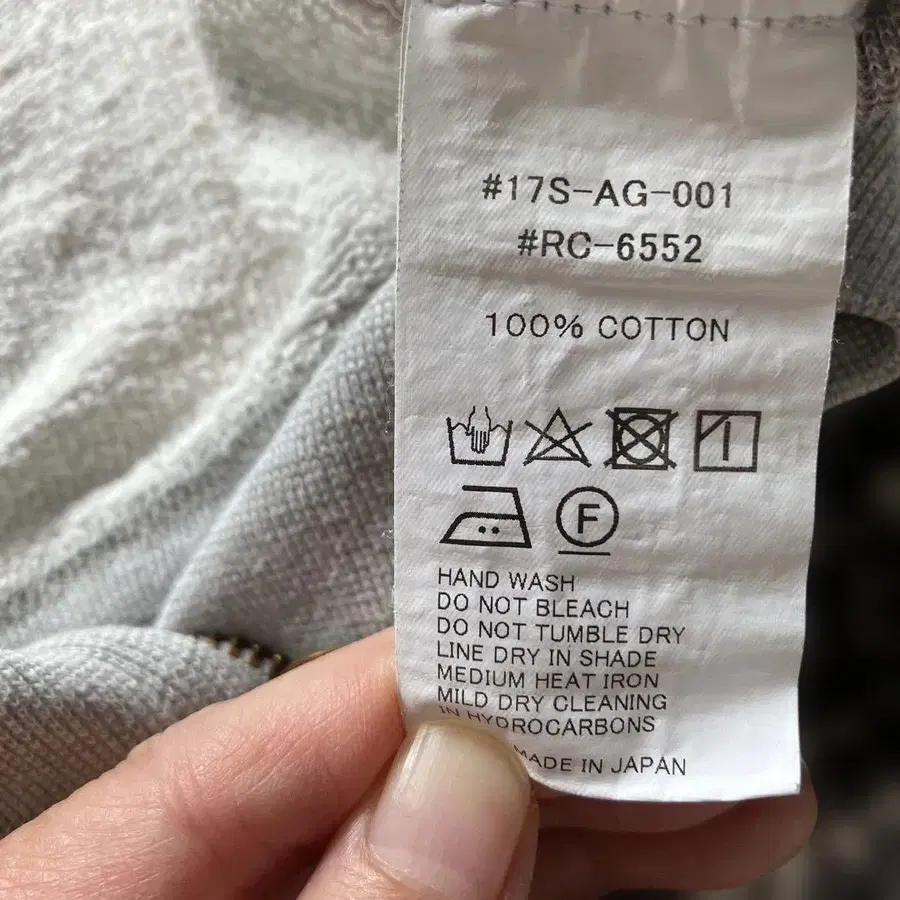 #17S-AG-001
#RC-6552
100% COTTON
F
HAND WASH
DO NOT BLEACH
DO NOT TUMBLE DRY
LINE DRY IN SHADE
MEDIUM HEAT IRON
MILD DRY CLEANING
IN HYDROCARBONS
MADE IN JAPAN